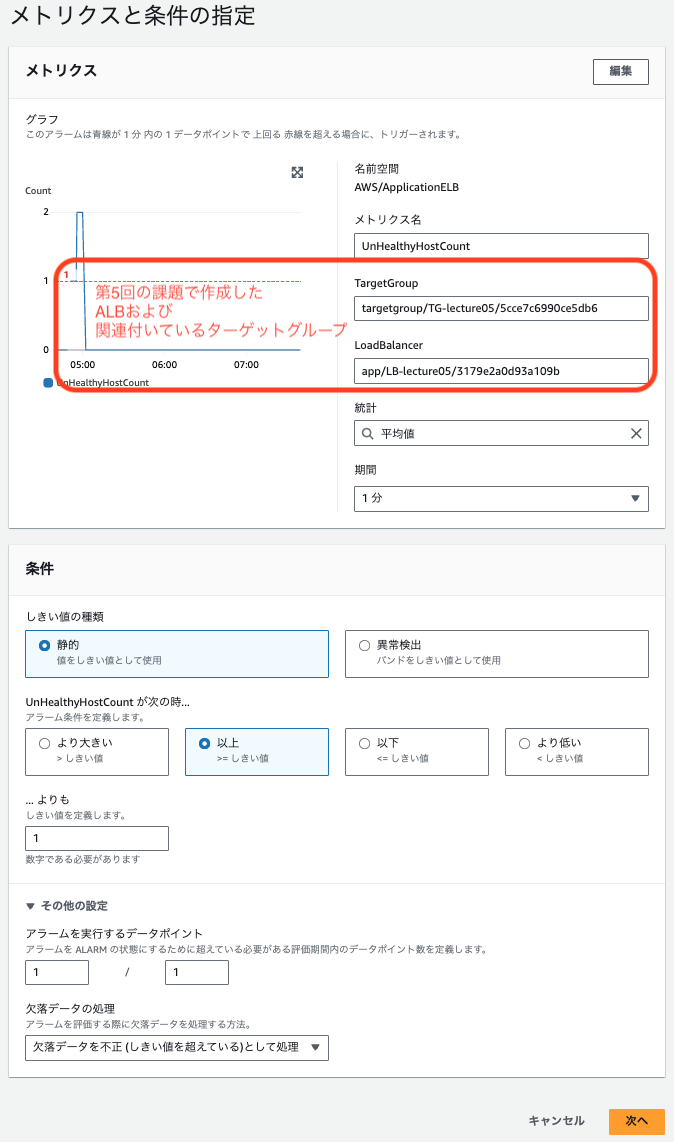 メトリクスと条件の指定
メトリクス
編集
グラフ
このアラームは青線が 1 分 内の 1 データポイントで 上回る 赤線を超える場合に、トリガーされます。
Count
2
1
1
0
05:00
06:00
07:00
UnHealthyHostCount
第5回の課題で作成した
ALBおよび
関連付いているターゲットグループ
名前空間
AWS/ApplicationELB
メトリクス名
UnHealthyHostCount
TargetGroup
targetgroup/TG-lecture05/5cce7c6990ce5db6
LoadBalancer
app/LB-lecture05/3179e2a0d93a109b
統計
平均値
期間
1 分
条件
しきい値の種類
静的
値をしきい値として使用
異常検出
バンドをしきい値として使用
UnHealthyHostCount が次の時...
アラーム条件を定義します。
より大きい
> しきい値
以上
>= しきい値
以下
<= しきい値
より低い
< しきい値
... よりも
しきい値を定義します。
1
数字である必要があります
その他の設定
アラームを実行するデータポイント
アラームを ALARM の状態にするために超えている必要がある評価期間内のデータポイント数を定義します。
1 / 1
欠落データの処理
アラームを評価する際に欠落データを処理する方法。
欠落データを不正 (しきい値を超えている)として処理
キャンセル
次へ